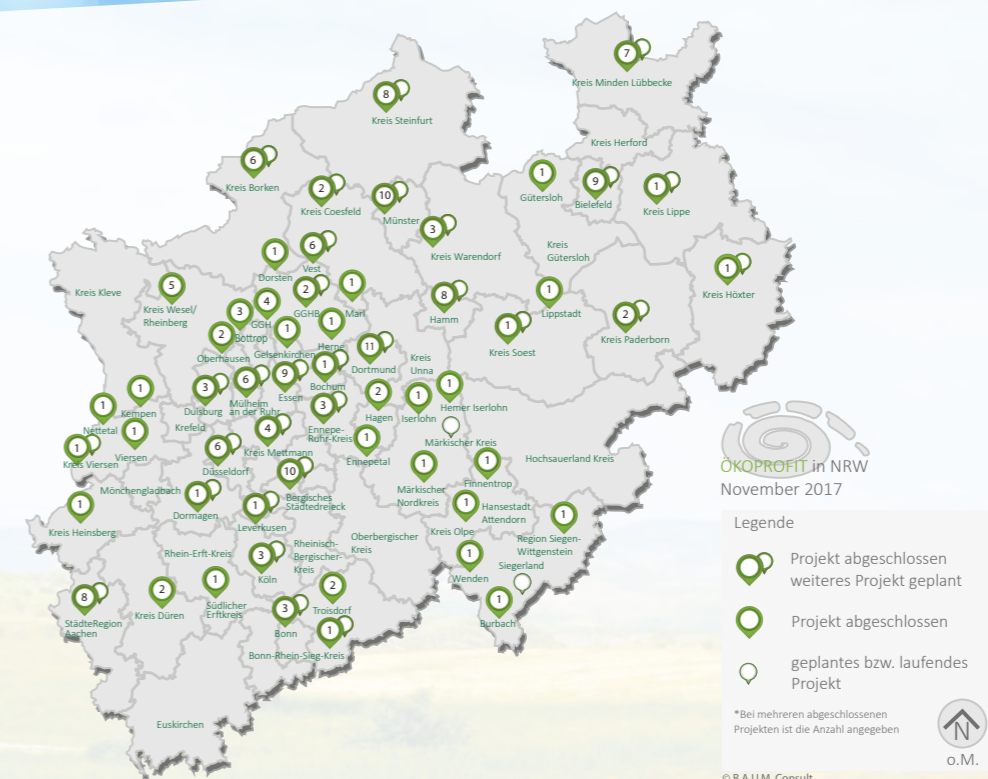 7
Kreis Minden Lübbecke
8
Kreis Steinfurt
Kreis Herford
6
Kreis Borken
2
Kreis Coesfeld
10
Münster
1
Gütersloh
9
Bielefeld
1
Kreis Lippe
3
Kreis Warendorf
Kreis
Gütersloh
1
Dorsten
6
Vest
1
Kreis Höxter
Kreis Kleve
5
Kreis Wesel/
Rheinberg
4
GGH
2
GGHB
1
Marl
8
Hamm
1
Lippstadt
2
Kreis Paderborn
3
Bottrop
1
Gelsenkirchen
1
Herne
1
Kreis Soest
2
Oberhausen
11
Dortmund
Kreis
Unna
3
Duisburg
6
Mülheim
an der Ruhr
9
Essen
1
Bochum
1
Kempen
1
Nettetal
Krefeld
3
Ennepe-
Ruhr-Kreis
2
Hagen
1
Iserlohn
1
Hemer Iserlohn
1
Viersen
1
Kreis Viersen
4
Kreis Mettmann
1
Ennepetal
Märkischer Kreis
6
Düsseldorf
10
Bergisches
Städtedreieck
1
Märkischer
Nordkreis
1
Finnentrop
Hochsauerland Kreis
Mönchengladbach
1
Dormagen
1
Leverkusen
1
Hansestadt
Attendorn
Kreis Olpe
1
Region Siegen-
Wittgenstein
1
Kreis Heinsberg
Rhein-Erft-Kreis
3
Köln
Rheinisch-
Bergischer-
Kreis
Oberbergischer
Kreis
1
Wenden
Siegerland
8
StädteRegion
Aachen
2
Kreis Düren
1
Südlicher
Erftkreis
2
Troisdorf
3
Bonn
1
Bonn-Rhein-Sieg-Kreis
1
Burbach
Euskirchen
ÖKOPROFIT in NRW
November 2017
Legende
Projekt abgeschlossen
weiteres Projekt geplant
Projekt abgeschlossen
geplantes bzw. laufendes
Projekt
*Bei mehreren abgeschlossenen
Projekten ist die Anzahl angegeben
N
o.M.
© B.A.U.M. Consult